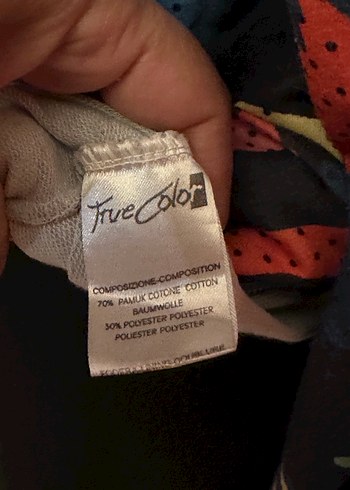 True Color
COMPOSIZIONE-COMPOSITION
70% PAMUK COTONE COTTON
BAUMWOLLE
30% POLYESTER POLYESTER
POLIESTER POLYESTER